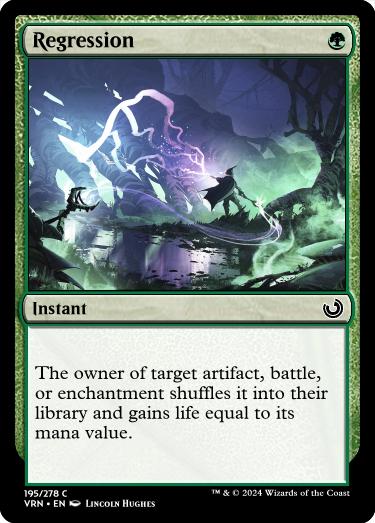 Regression
Instant
The owner of target artifact, battle,
or enchantment shuffles it into their
library and gains life equal to its
mana value.
195/278 C
VRN • EN Lincoln Hughes
™ & © 2024 Wizards of the Coast